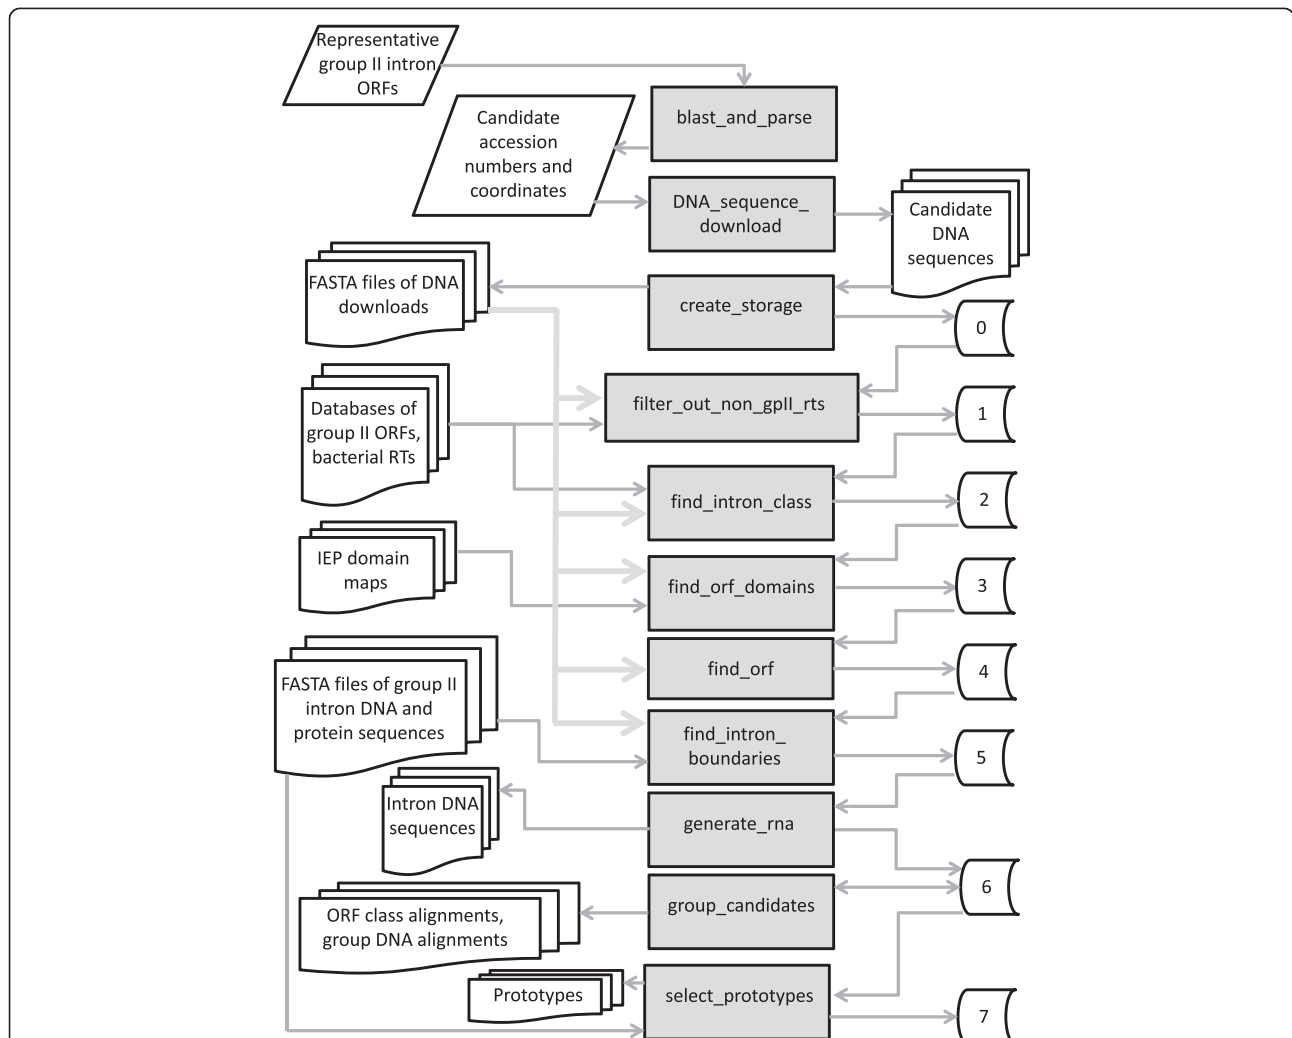 Representative
group II intron
ORFs
blast_and_parse
Candidate
accession
numbers and
coordinates
DNA_sequence_
download
Candidate
DNA
sequences
FASTA files of DNA
downloads
create_storage
0
Databases of
group II ORFs,
bacterial RTs
filter_out_non_gpII_rts
1
find_intron_class
2
IEP domain
maps
find_orf_domains
3
FASTA files of group II
intron DNA and
protein sequences
find_orf
4
find_intron_
boundaries
5
Intron DNA
sequences
generate_rna
6
ORF class alignments,
group DNA alignments
group_candidates
Prototypes
select_prototypes
7